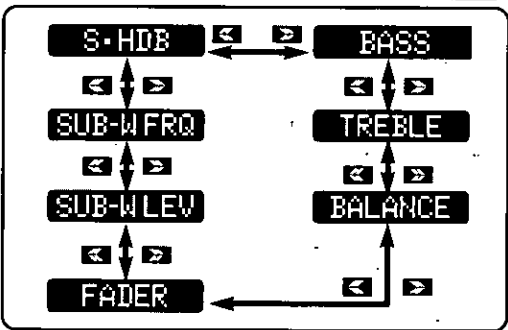 S•HDB
BASS
SUB-W FRQ
TREBLE
SUB-W LEV
BALANCE
FADER